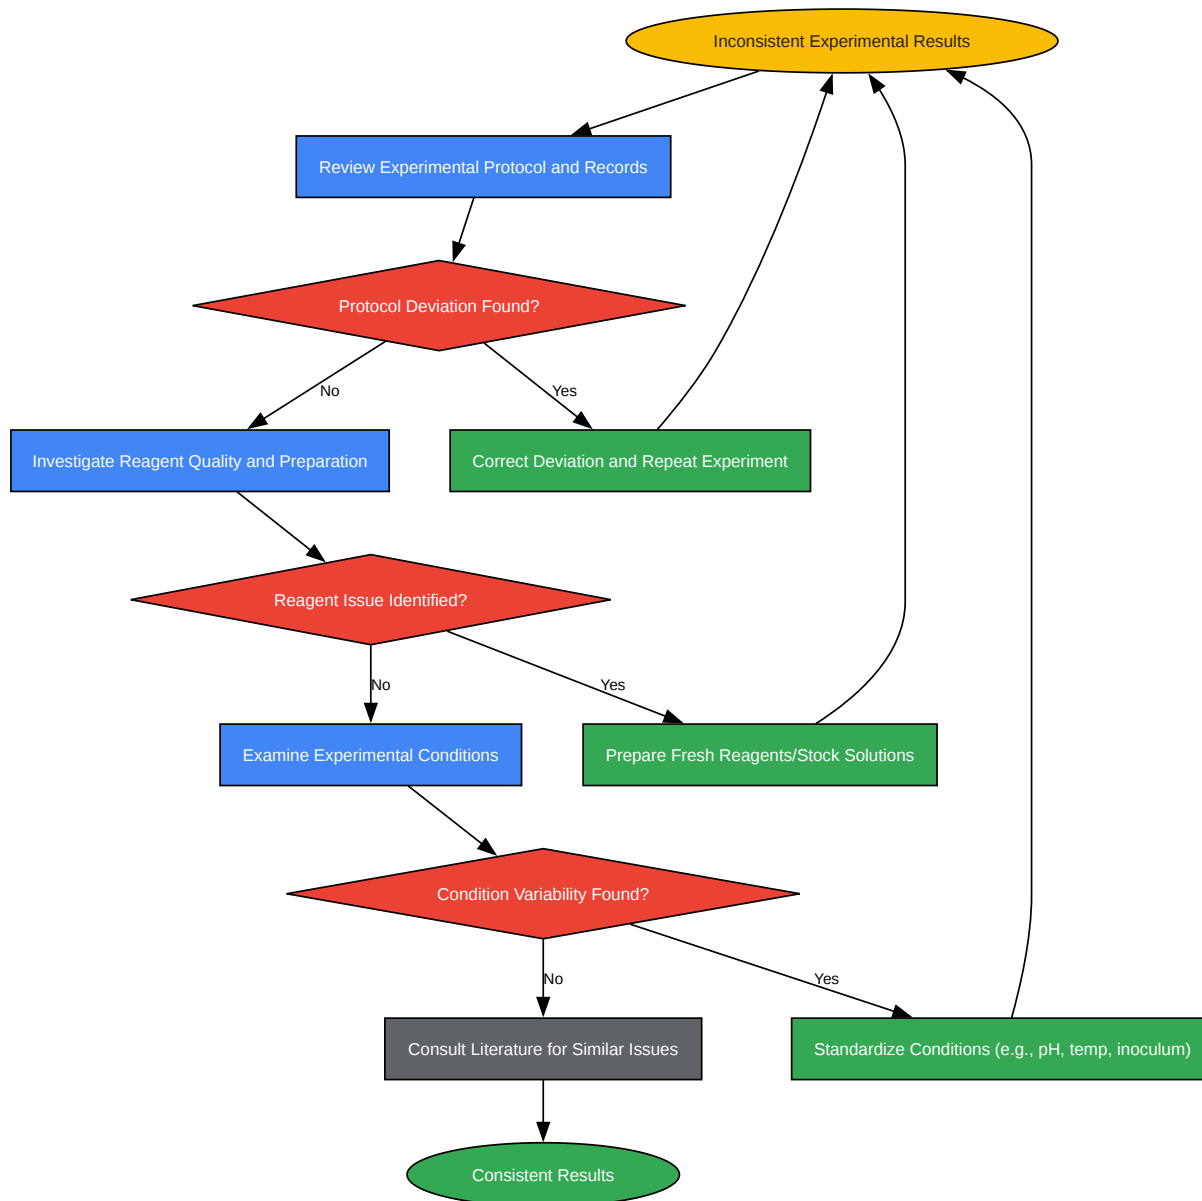 Inconsistent Experimental Results
Review Experimental Protocol and Records
Protocol Deviation Found?
No
Yes
Investigate Reagent Quality and Preparation
Correct Deviation and Repeat Experiment
Reagent Issue Identified?
No
Yes
Examine Experimental Conditions
Prepare Fresh Reagents/Stock Solutions
Condition Variability Found?
No
Yes
Consult Literature for Similar Issues
Standardize Conditions (e.g., pH, temp, inoculum)
Consistent Results